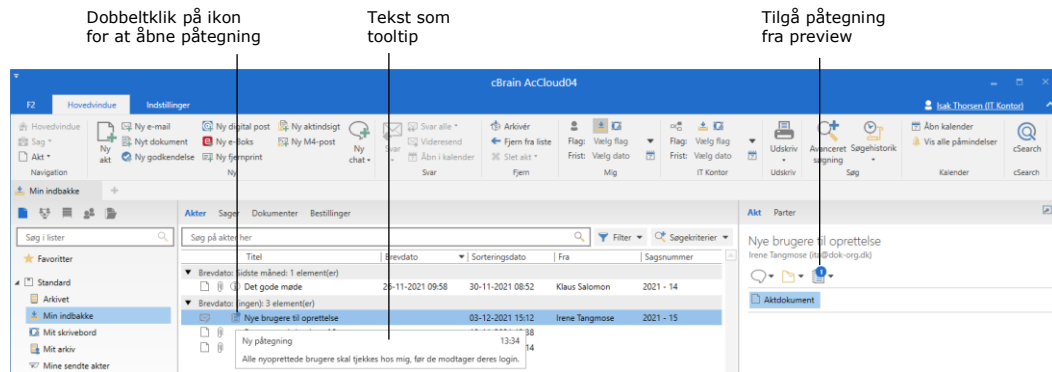 Dobbeltklik på ikon
for at åbne påtegning
Tekst som
tooltip
Tilgå påtegning
fra preview
cBrain AcCloud04
F2 Hovedvindue Indstillinger Isak Thorsen (IT Kontor)
Hovedvindue
Sag
Akt
Navigation
Ny
akt
Ny e-mail
Nyt dokument
Ny godkendelse
Ny digital post
Ny e-Boks
Ny fjernprint
Ny aktindsigt
Ny M4-post
Ny
chat
Ny
Svar
Svar alle
Videresend
Åbn i kalender
Svar
Arkivér
Fjern fra liste
Slet akt
Fjern
Flag: Vælg flag
Frist: Vælg dato
Mig
Flag: Vælg flag
Frist: Vælg dato
IT Kontor
Udskriv
Udskriv
Avanceret
søgning
Søgehistorik
Søg
Åbn kalender
Vis alle påmindelser
Kalender
cSearch
cSearch
Min indbakke
Søg i lister
Favoritter
Standard
Arkivet
Min indbakke
Mit skrivebord
Mit arkiv
Mine sendte akter
Akter Sager Dokumenter Bestillinger
Søg på akter her Filter Søgekriterier
Titel Brevdato Sorteringsdato Fra Sagsnummer
Brevdato: Sidste måned: 1 element(er)
Det gode møde 26-11-2021 09:58 30-11-2021 08:52 Klaus Salomon 2021 - 14
Brevdato: (ingen): 3 element(er)
Nye brugere til oprettelse 03-12-2021 15:12 Irene Tangmose 2021 - 15
Ny påtegning 13:34
Alle nyoprettede brugere skal tjekkes hos mig, før de modtager deres login.
Akt Parter
Nye brugere til oprettelse
Irene Tangmose (ita@dok-org.dk)
1
Aktdokument